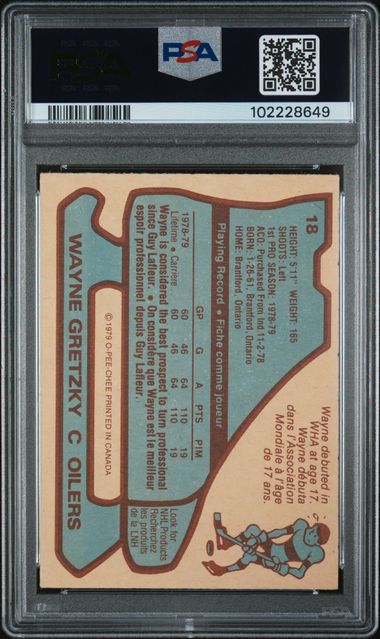 PSA
PSA
102228649
18
HEIGHT: 5'11" WEIGHT: 165
SHOOTS: Left
1st PRO SEASON: 1978-79
ACQ: Purchased From Ind 11-2-78
BORN: 1-26-61, Brantford, Ontario
HOME: Brantford, Ontario
Playing Record • Fiche comme joueur
GP G A PTS PIM
1978-79 60 46 64 110 19
Lifetime • Carrière 60 46 64 110 19
Wayne is considered the best prospect to turn professional
since Guy Lafleur. • On considère que Wayne est le meilleur
espoir professionnel depuis Guy Lafleur.
© 1979 O-PEE-CHEE PRINTED IN CANADA
WAYNE GRETZKY C OILERS
Wayne debuted in
WHA at age 17.
Wayne débuta
dans l'Association
Mondiale à l'âge
de 17 ans.
Look for
NHL Products
Recherchez
les produits
de la LNH